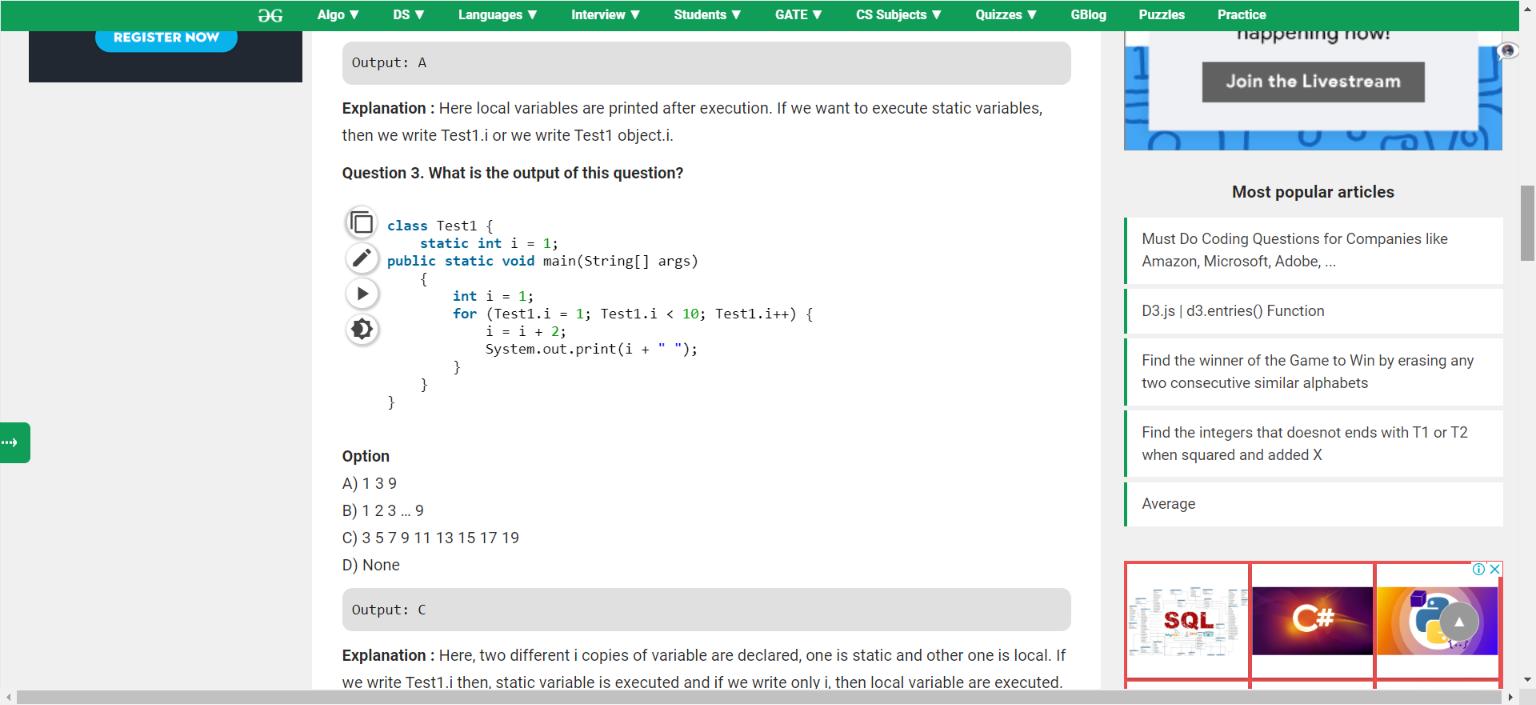 Algo ▼ DS ▼ Languages ▼ Interview ▼ Students ▼ GATE ▼ CS Subjects ▼ Quizzes ▼ GBlog Puzzles Practice
REGISTER NOW
Output: A
Explanation : Here local variables are printed after execution. If we want to execute static variables,
then we write Test1.i or we write Test1 object.i.
Question 3. What is the output of this question?
class Test1 {
    static int i = 1;
public static void main(String[] args)
    {
        int i = 1;
        for (Test1.i = 1; Test1.i < 10; Test1.i++) {
            i = i + 2;
            System.out.print(i + " ");
        }
    }
}
Option
A) 1 3 9
B) 1 2 3 … 9
C) 3 5 7 9 11 13 15 17 19
D) None
Output: C
Explanation : Here, two different i copies of variable are declared, one is static and other one is local. If
we write Test1.i then, static variable is executed and if we write only i, then local variable are executed.
happening now!
Join the Livestream
Most popular articles
Must Do Coding Questions for Companies like
Amazon, Microsoft, Adobe, ...
D3.js | d3.entries() Function
Find the winner of the Game to Win by erasing any
two consecutive similar alphabets
Find the integers that doesnot ends with T1 or T2
when squared and added X
Average
SQL
C#